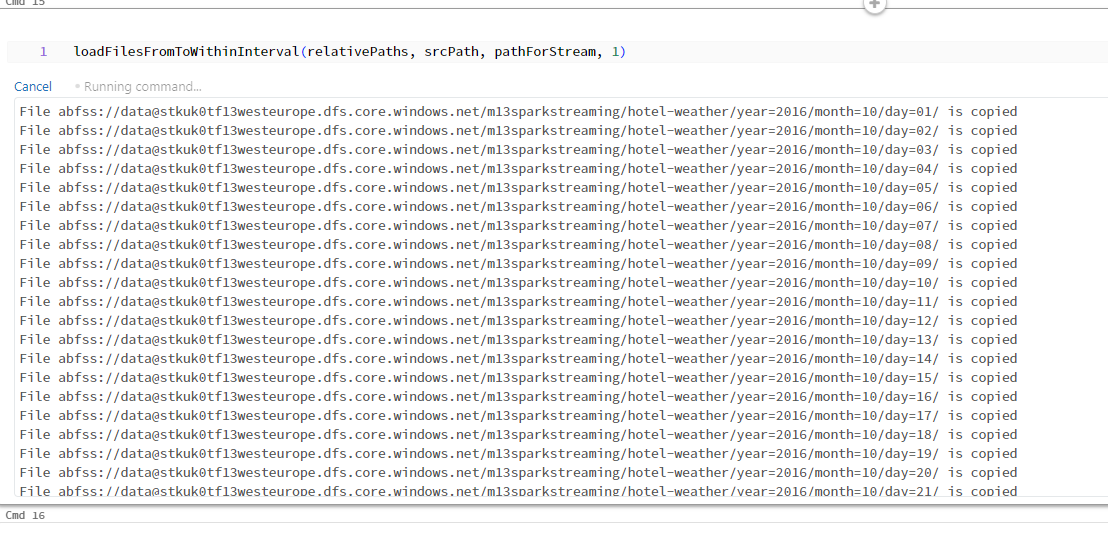 Cmd 15
1 loadFilesFromToWithinInterval(relativePaths, srcPath, pathForStream, 1)
Cancel Running command...
File abfss://data@stkuk0tf13westeurope.dfs.core.windows.net/m13sparkstreaming/hotel-weather/year=2016/month=10/day=01/ is copied
File abfss://data@stkuk0tf13westeurope.dfs.core.windows.net/m13sparkstreaming/hotel-weather/year=2016/month=10/day=02/ is copied
File abfss://data@stkuk0tf13westeurope.dfs.core.windows.net/m13sparkstreaming/hotel-weather/year=2016/month=10/day=03/ is copied
File abfss://data@stkuk0tf13westeurope.dfs.core.windows.net/m13sparkstreaming/hotel-weather/year=2016/month=10/day=04/ is copied
File abfss://data@stkuk0tf13westeurope.dfs.core.windows.net/m13sparkstreaming/hotel-weather/year=2016/month=10/day=05/ is copied
File abfss://data@stkuk0tf13westeurope.dfs.core.windows.net/m13sparkstreaming/hotel-weather/year=2016/month=10/day=06/ is copied
File abfss://data@stkuk0tf13westeurope.dfs.core.windows.net/m13sparkstreaming/hotel-weather/year=2016/month=10/day=07/ is copied
File abfss://data@stkuk0tf13westeurope.dfs.core.windows.net/m13sparkstreaming/hotel-weather/year=2016/month=10/day=08/ is copied
File abfss://data@stkuk0tf13westeurope.dfs.core.windows.net/m13sparkstreaming/hotel-weather/year=2016/month=10/day=09/ is copied
File abfss://data@stkuk0tf13westeurope.dfs.core.windows.net/m13sparkstreaming/hotel-weather/year=2016/month=10/day=10/ is copied
File abfss://data@stkuk0tf13westeurope.dfs.core.windows.net/m13sparkstreaming/hotel-weather/year=2016/month=10/day=11/ is copied
File abfss://data@stkuk0tf13westeurope.dfs.core.windows.net/m13sparkstreaming/hotel-weather/year=2016/month=10/day=12/ is copied
File abfss://data@stkuk0tf13westeurope.dfs.core.windows.net/m13sparkstreaming/hotel-weather/year=2016/month=10/day=13/ is copied
File abfss://data@stkuk0tf13westeurope.dfs.core.windows.net/m13sparkstreaming/hotel-weather/year=2016/month=10/day=14/ is copied
File abfss://data@stkuk0tf13westeurope.dfs.core.windows.net/m13sparkstreaming/hotel-weather/year=2016/month=10/day=15/ is copied
File abfss://data@stkuk0tf13westeurope.dfs.core.windows.net/m13sparkstreaming/hotel-weather/year=2016/month=10/day=16/ is copied
File abfss://data@stkuk0tf13westeurope.dfs.core.windows.net/m13sparkstreaming/hotel-weather/year=2016/month=10/day=17/ is copied
File abfss://data@stkuk0tf13westeurope.dfs.core.windows.net/m13sparkstreaming/hotel-weather/year=2016/month=10/day=18/ is copied
File abfss://data@stkuk0tf13westeurope.dfs.core.windows.net/m13sparkstreaming/hotel-weather/year=2016/month=10/day=19/ is copied
File abfss://data@stkuk0tf13westeurope.dfs.core.windows.net/m13sparkstreaming/hotel-weather/year=2016/month=10/day=20/ is copied
File abfss://data@stkuk0tf13westeurope.dfs.core.windows.net/m13sparkstreaming/hotel-weather/year=2016/month=10/day=21/ is copied
Cmd 16